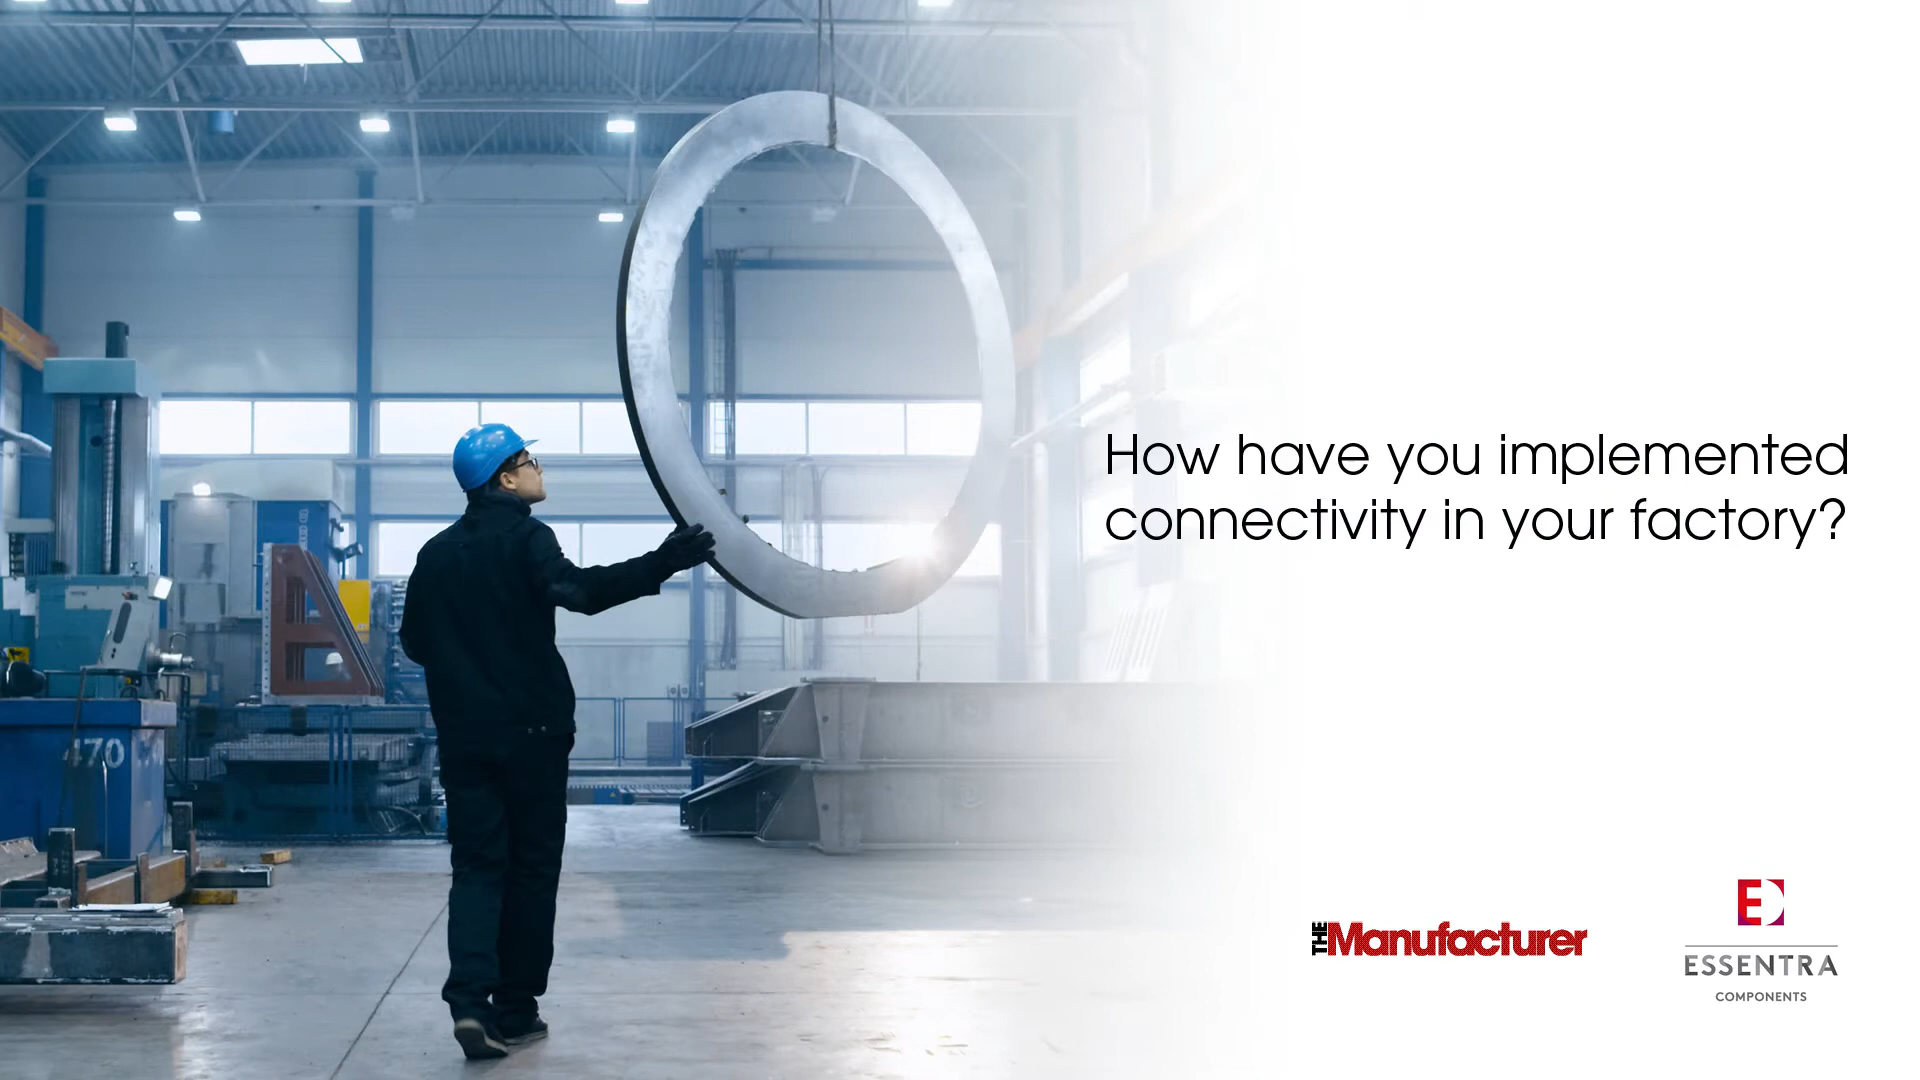 How have you implemented
connectivity in your factory?
470
THE Manufacturer
ESSENTRA
COMPONENTS